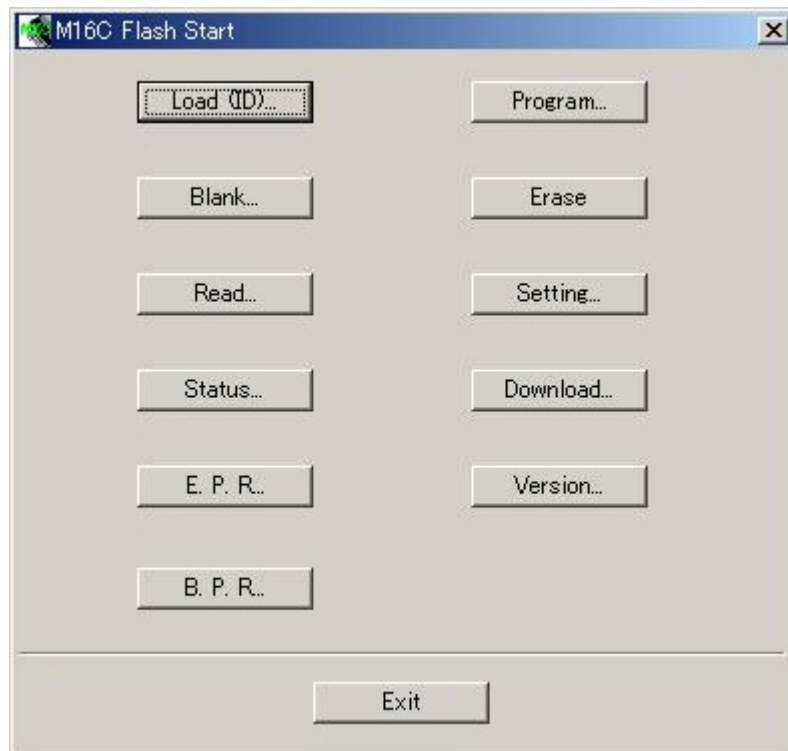 M16C Flash Start
Load (ID)...
Program...
Blank...
Erase
Read...
Setting...
Status...
Download...
E. P. R...
Version...
B. P. R...
Exit